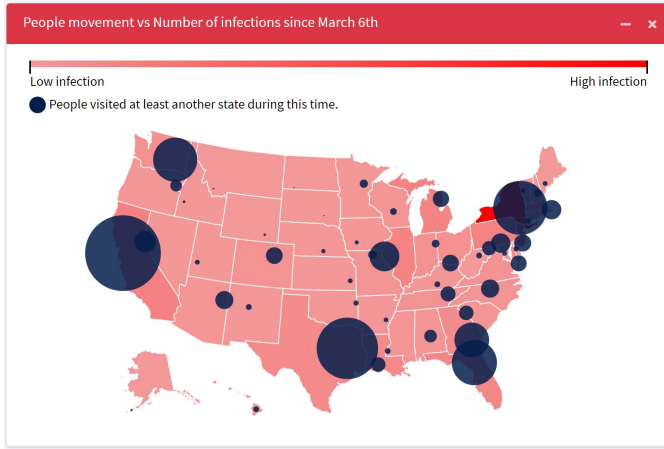 People movement vs Number of infections since March 6th
Low infection High infection
People visited at least another state during this time.